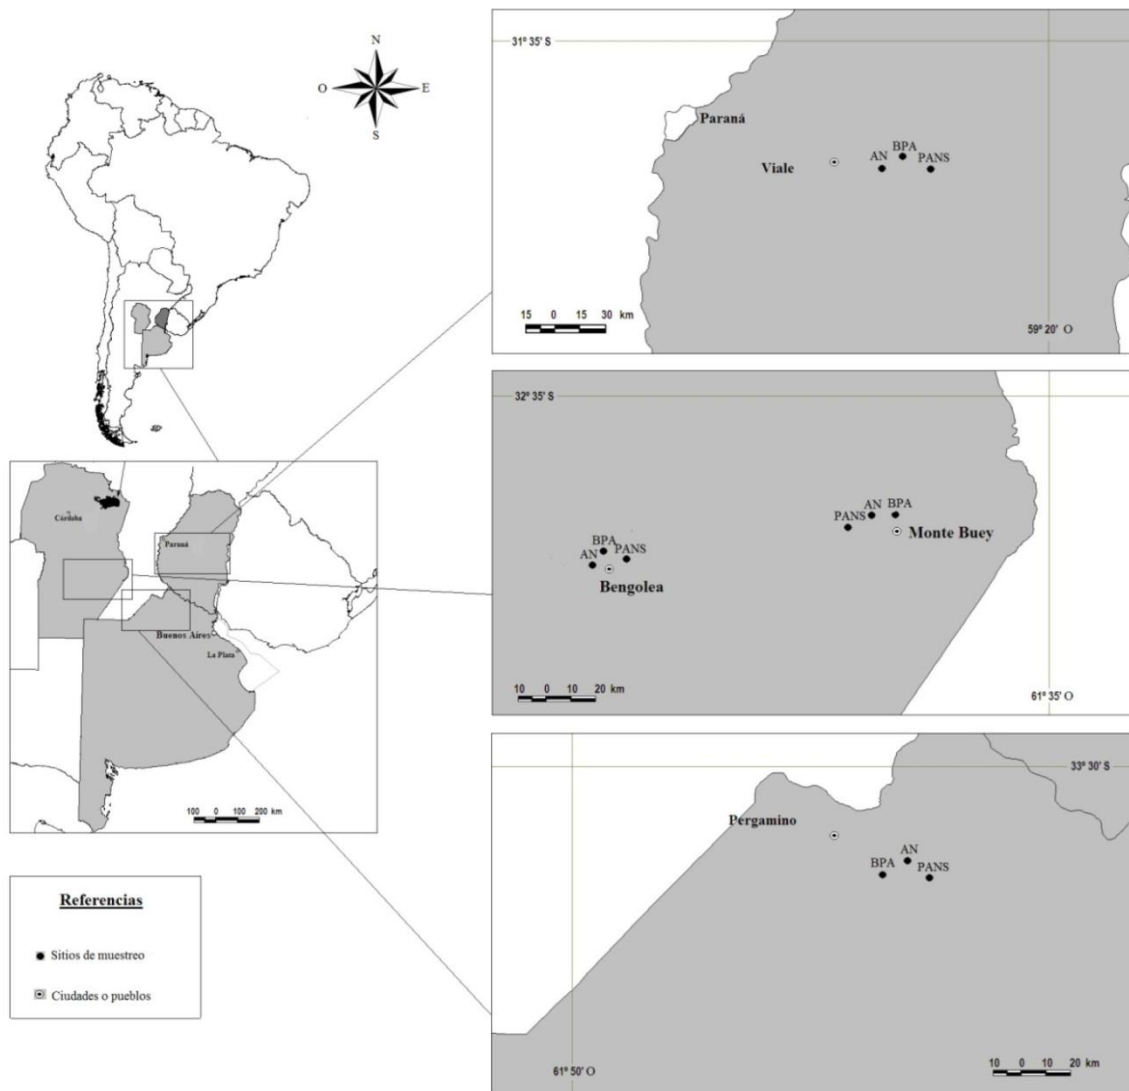 N
O
E
S
31º 35' S
Paraná
Viale
AN
BPA
PANS
15 0 15 30 km
59º 20' O
32º 35' S
PANS
AN
BPA
Monte Buey
AN
BPA
PANS
Bengolea
10 0 10 20 km
61º 35' O
Córdoba
Paraná
Buenos Aires
La Plata
100 0 100 200 km
33º 30' S
Pergamino
BPA
AN
PANS
10 0 10 20 km
61º 50' O
Referencias
Sitios de muestreo
Ciudades o pueblos